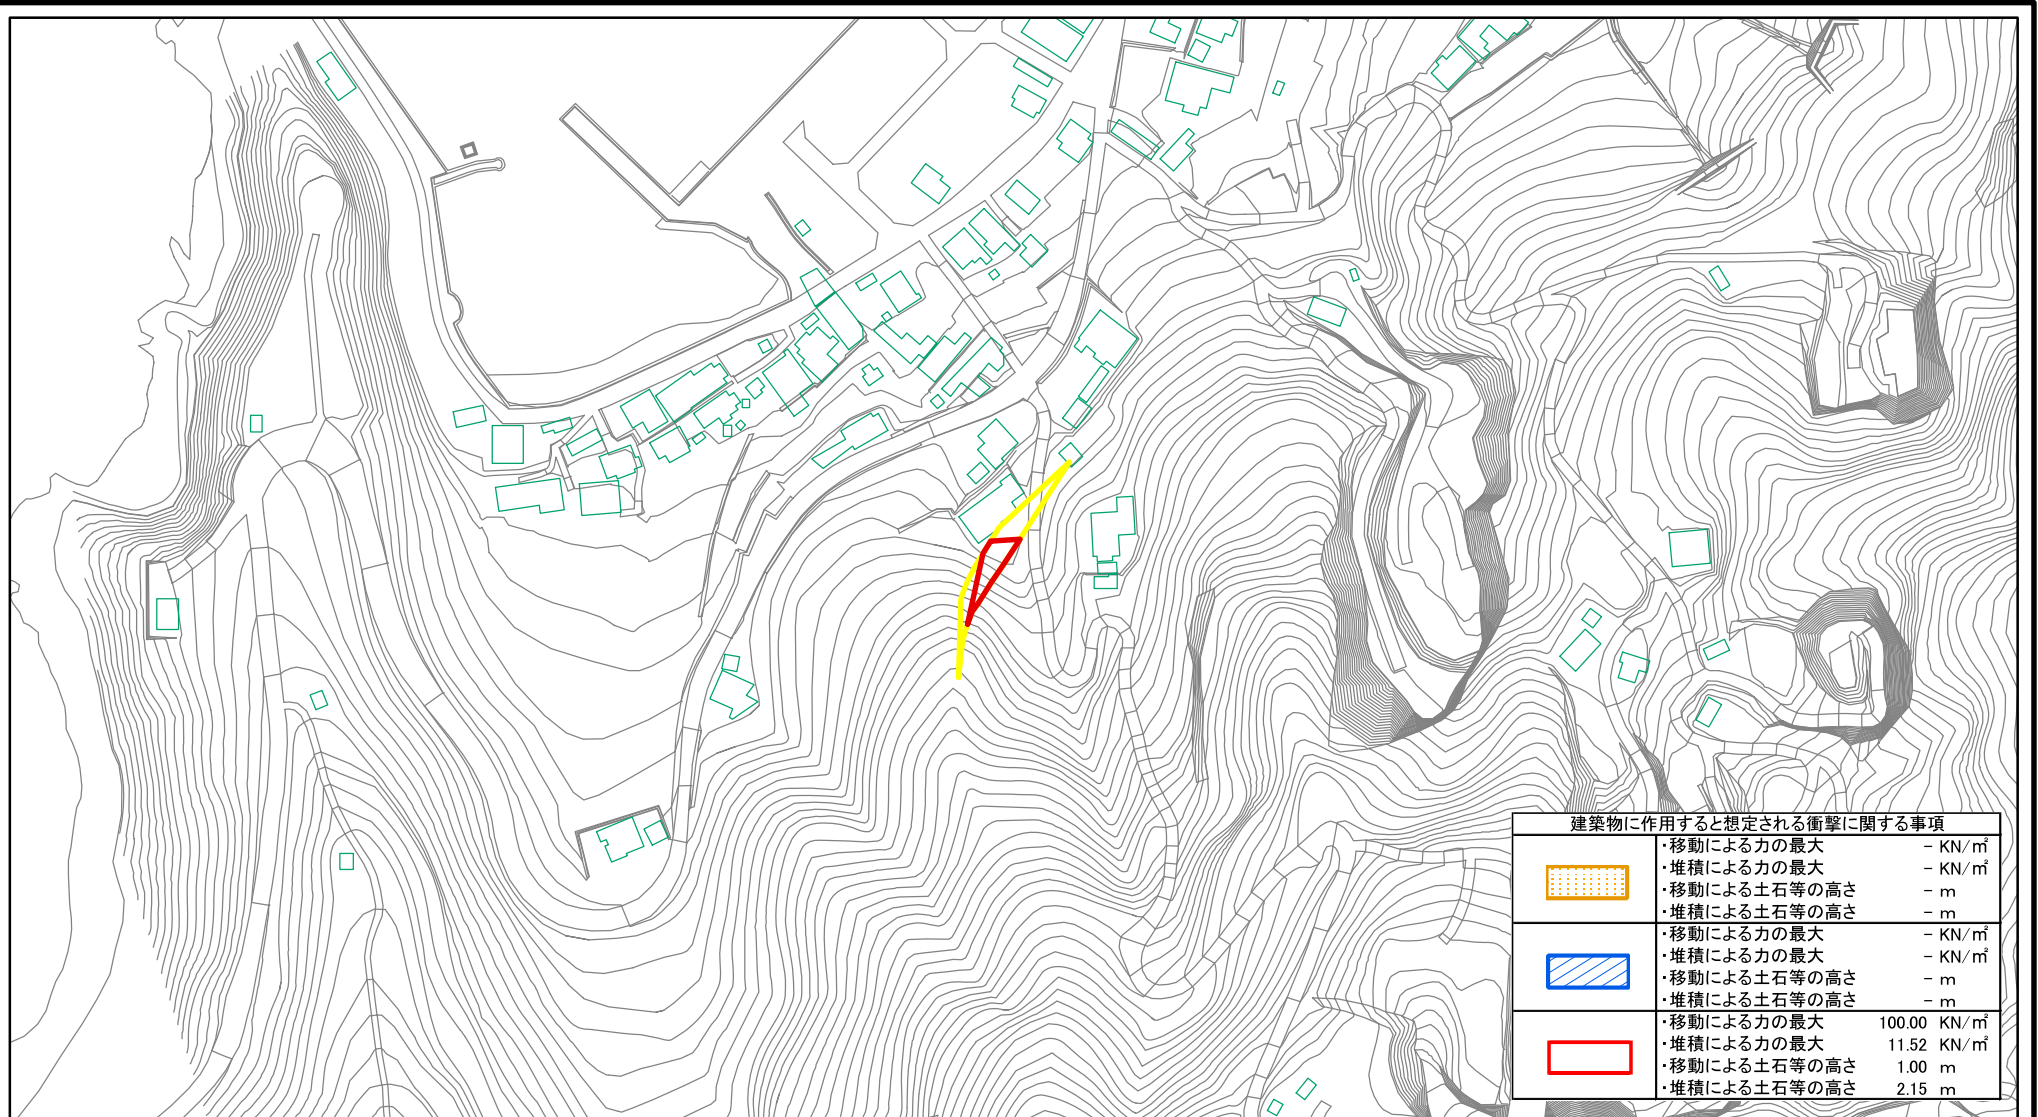 建築物に作用すると想定される衝撃に関する事項
・移動による力の最大 - KN/㎡
・堆積による力の最大 - KN/㎡
・移動による土石等の高さ - m
・堆積による土石等の高さ - m
・移動による力の最大 - KN/㎡
・堆積による力の最大 - KN/㎡
・移動による土石等の高さ - m
・堆積による土石等の高さ - m
・移動による力の最大 100.00 KN/㎡
・堆積による力の最大 11.52 KN/㎡
・移動による土石等の高さ 1.00 m
・堆積による土石等の高さ 2.15 m